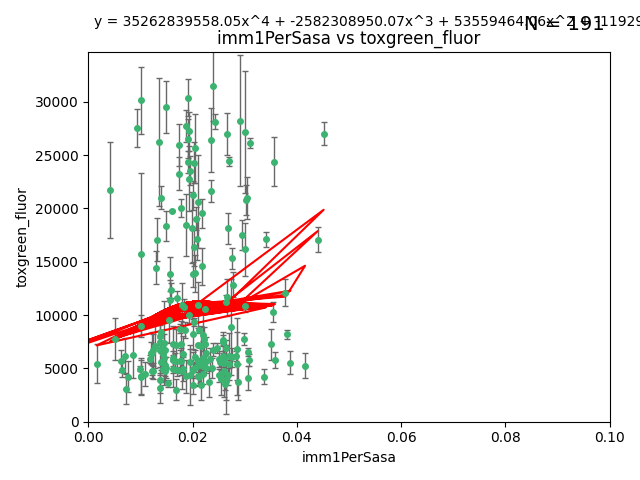 y = 35262839558.05x^4 + -2582308950.07x^3 + 53559464
N = 191
imm1PerSasa vs toxgreen_fluor
30000
25000
20000
15000
10000
5000
0
toxgreen_fluor
0.00 0.02 0.04 0.06 0.08 0.10
imm1PerSasa